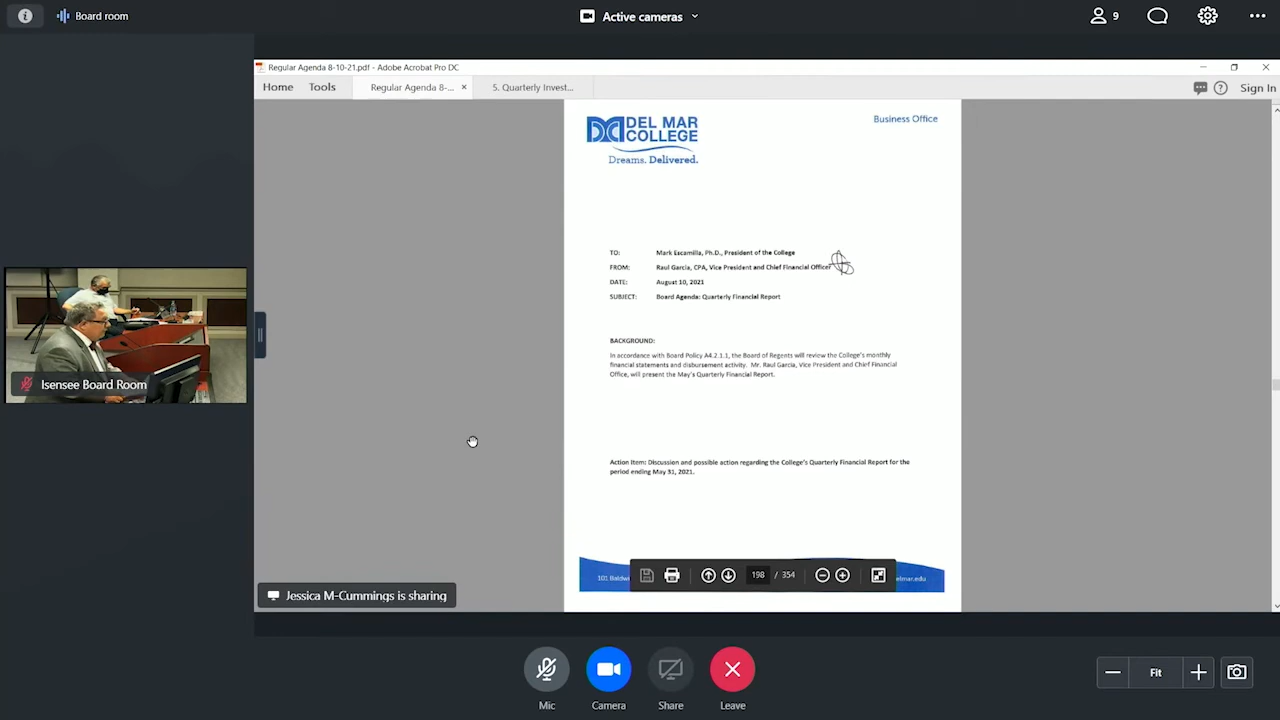 Board room
Active cameras
9
Regular Agenda 8-10-21.pdf - Adobe Acrobat Pro DC
Home Tools Regular Agenda 8-... 5. Quarterly Invest... Sign In
DEL MAR
COLLEGE
Dreams. Delivered.
Business Office
TO: Mark Escamilla, Ph.D., President of the College
FROM: Raul Garcia, CPA, Vice President and Chief Financial Officer
DATE: August 10, 2021
SUBJECT: Board Agenda: Quarterly Financial Report
BACKGROUND:
In accordance with Board Policy A4.2.1.1, the Board of Regents will review the College's monthly
financial statements and disbursement activity. Mr. Raul Garcia, Vice President and Chief Financial
Office, will present the May's Quarterly Financial Report.
Action Item: Discussion and possible action regarding the College's Quarterly Financial Report for the
period ending May 31, 2021.
101 Baldwi
198 / 354
elmar.edu
Isensee Board Room
Jessica M-Cummings is sharing
Mic Camera Share Leave
Fit